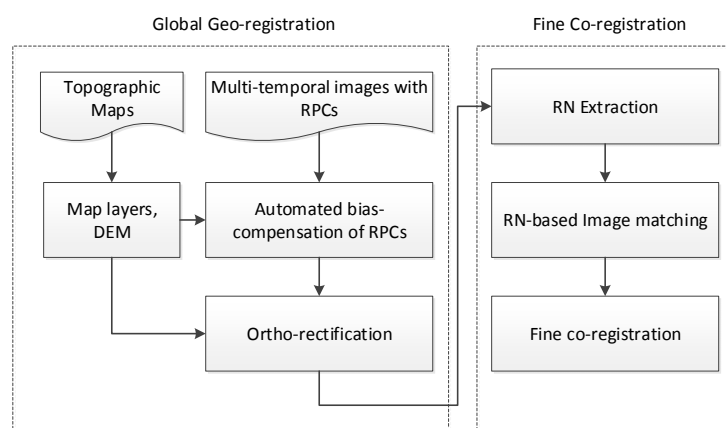 Global Geo-registration
Fine Co-registration
Topographic
Maps
Multi-temporal images with
RPCs
RN Extraction
Map layers,
DEM
Automated bias-
compensation of RPCs
RN-based Image matching
Ortho-rectification
Fine co-registration